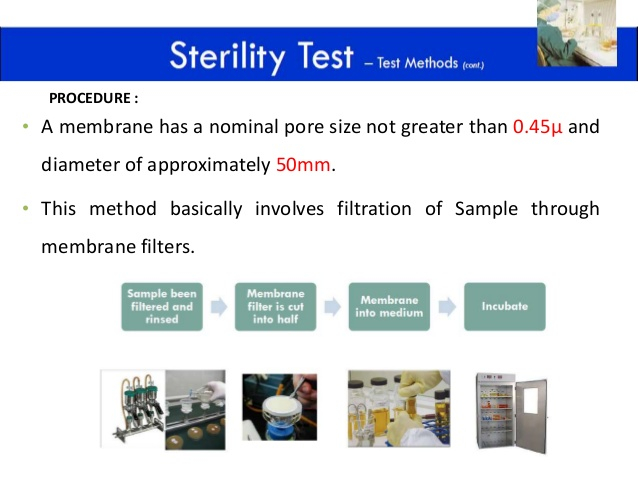 Sterility Test – Test Methods (cont.)
PROCEDURE :
• A membrane has a nominal pore size not greater than 0.45µ and
diameter of approximately 50mm.
• This method basically involves filtration of Sample through
membrane filters.
Sample been
filtered and
rinsed
Membrane
filter is cut
into half
Membrane
into medium
Incubate